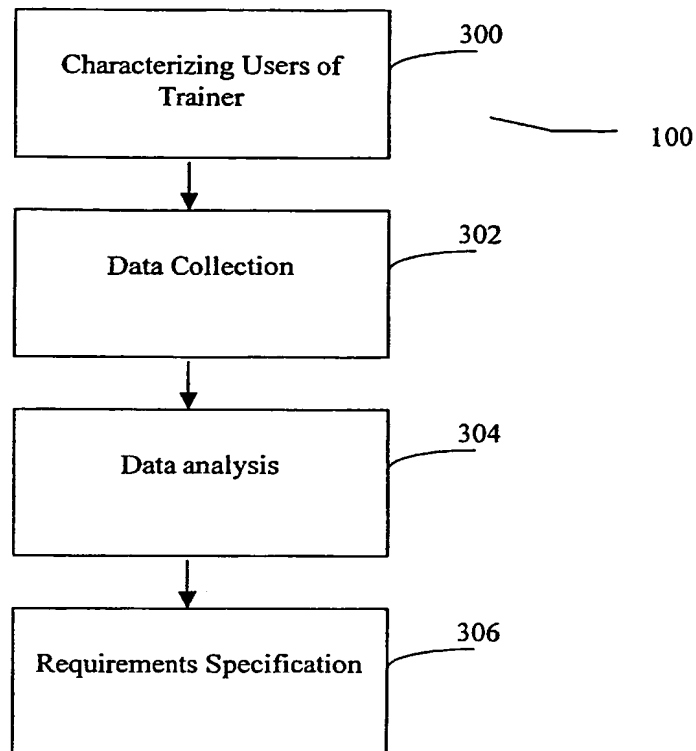 300
Characterizing Users of
Trainer
100
302
Data Collection
304
Data analysis
306
Requirements Specification